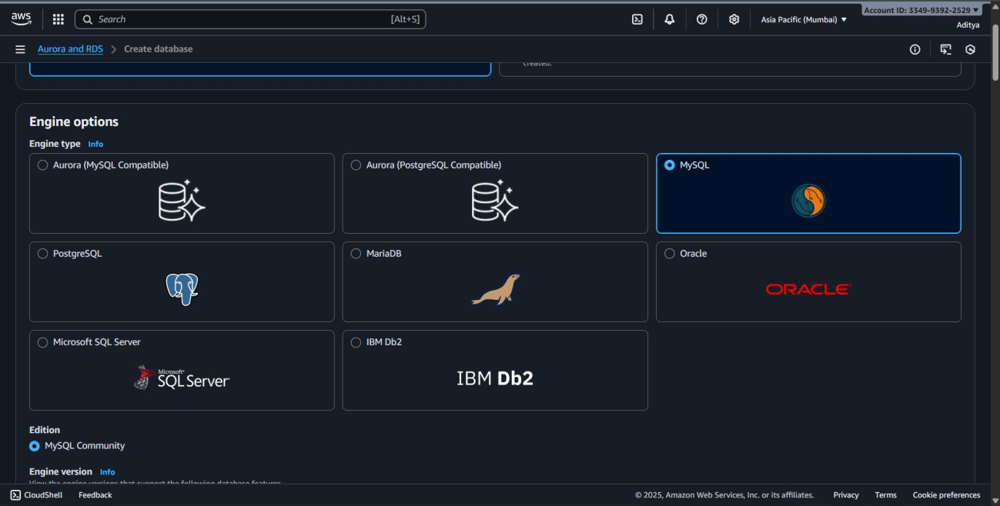 aws
Search [Alt+S]
Asia Pacific (Mumbai)
Account ID: 3349-9392-2529
Aditya
Aurora and RDS > Create database
created.
Engine options
Engine type Info
Aurora (MySQL Compatible)
Aurora (PostgreSQL Compatible)
MySQL
PostgreSQL
MariaDB
Oracle
ORACLE
Microsoft SQL Server
Microsoft®
SQL Server
IBM Db2
IBM Db2
Edition
MySQL Community
Engine version Info
View the engine versions that support the following database features.
CloudShell Feedback © 2025, Amazon Web Services, Inc. or its affiliates. Privacy Terms Cookie preferences